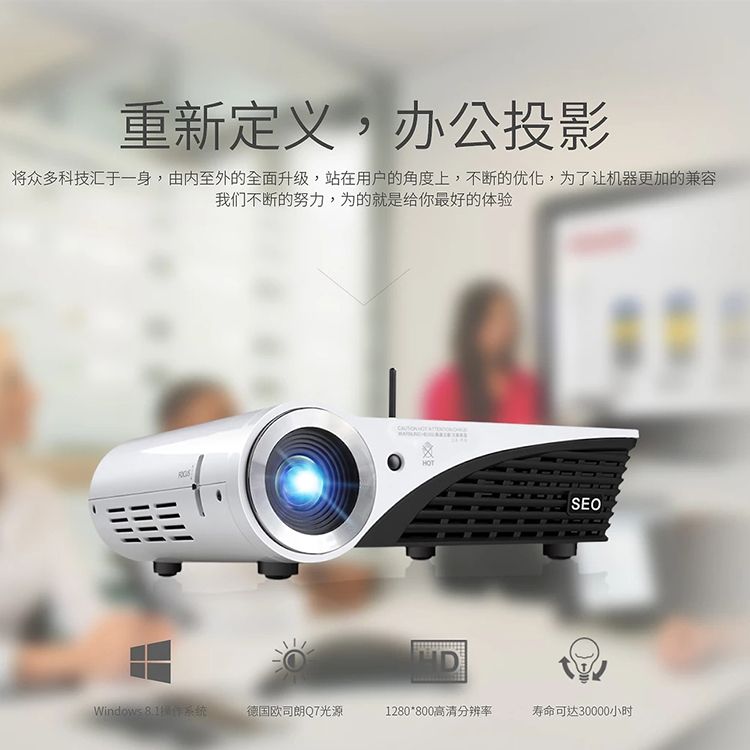 重新定义，办公投影
将众多科技汇于一身，由内至外的全面升级，站在用户的角度上，不断的优化，为了让机器更加的兼容
我们不断的努力，为的就是给你最好的体验
FOCUS
HOT
SEO
HD
Windows 8.1操作系统
德国欧司朗Q7光源
1280*800高清分辨率
寿命可达30000小时